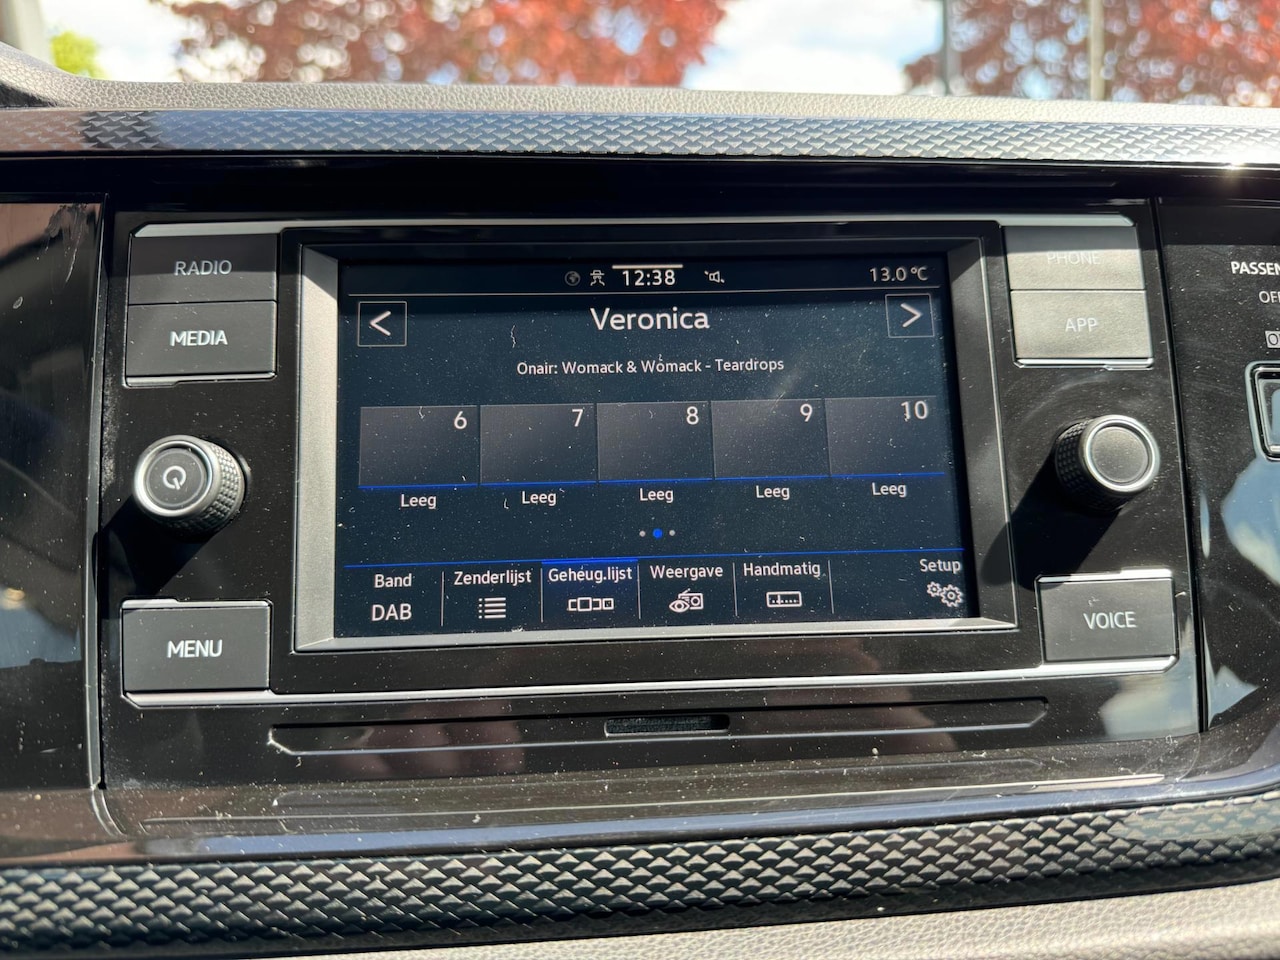 RADIO
MEDIA
MENU
12:38
13.0 °C
<
Veronica
>
Onair: Womack & Womack - Teardrops
6 7 8 9 10
Leeg Leeg Leeg Leeg Leeg
Band Zenderlijst Geheug.lijst Weergave Handmatig Setup
DAB
PHONE
APP
VOICE
PASSEN
OF